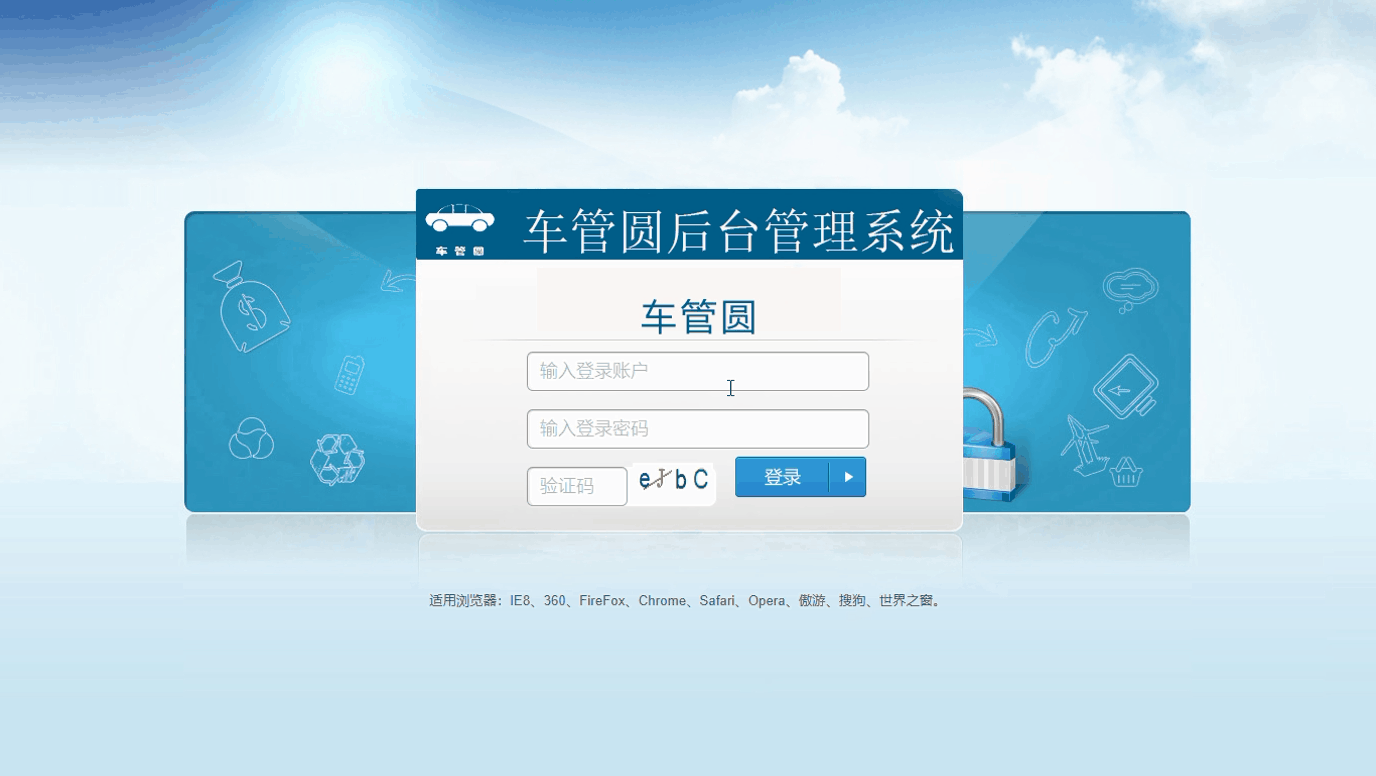 车管圆后台管理系统
车管圆
车管圆
输入登录账户
输入登录密码
验证码
eJbC
登录
适用浏览器：IE8、360、FireFox、Chrome、Safari、Opera、傲游、搜狗、世界之窗。